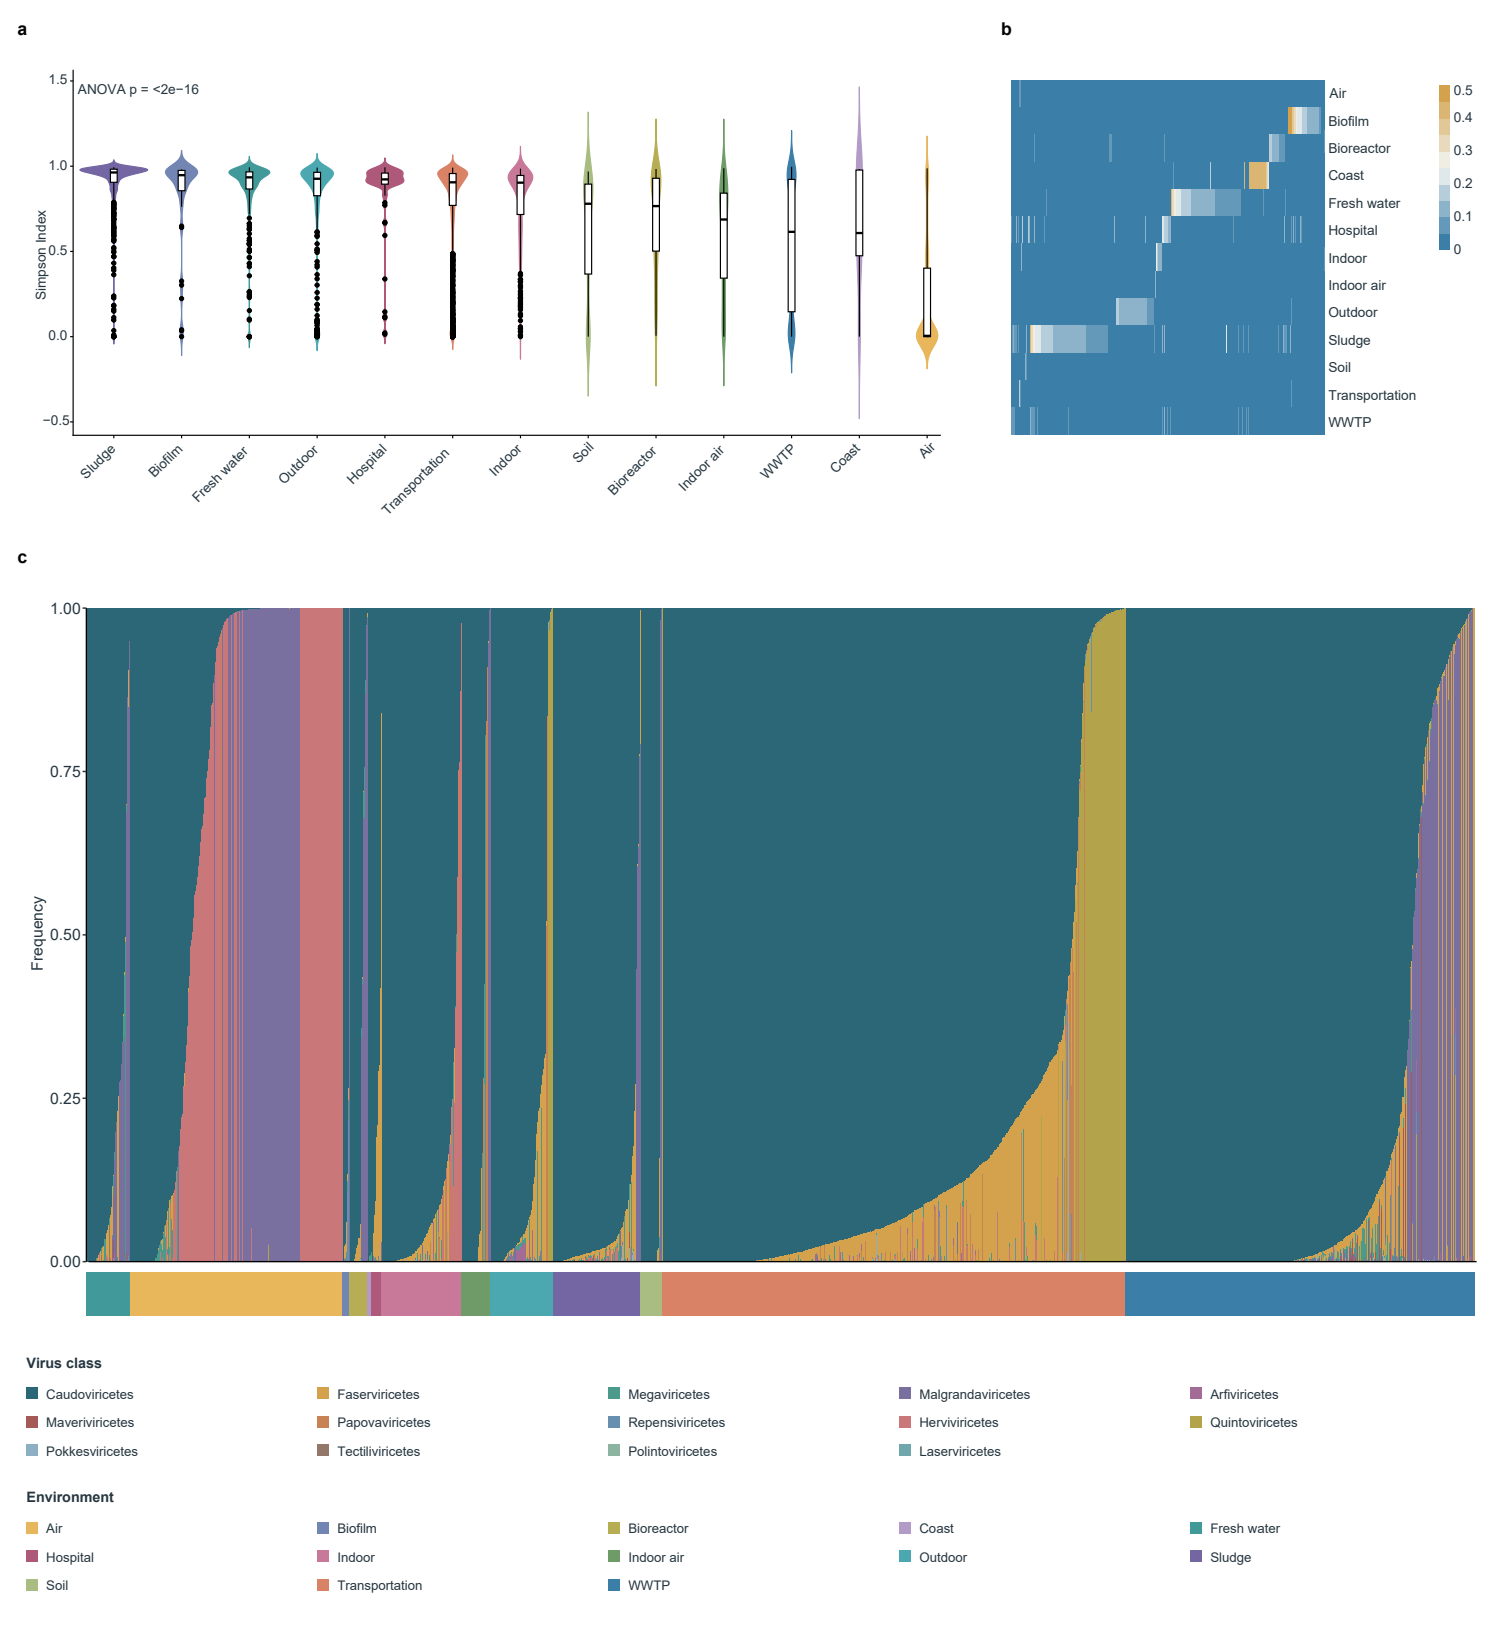 a
b
1.5
ANOVA p = <2e−16
1.0
0.5
0.0
−0.5
Simpson Index
Sludge
Biofilm
Fresh water
Outdoor
Hospital
Transportation
Indoor
Soil
Bioreactor
Indoor air
WWTP
Coast
Air
Air
Biofilm
Bioreactor
Coast
Fresh water
Hospital
Indoor
Indoor air
Outdoor
Sludge
Soil
Transportation
WWTP
0.5
0.4
0.3
0.2
0.1
0
c
1.00
0.75
0.50
0.25
0.00
Frequency
Virus class
Caudoviricetes Faserviricetes Megaviricetes Malgrandaviricetes Arfiviricetes
Maveriviricetes Papovaviricetes Repensiviricetes Herviviricetes Quintoviricetes
Pokkesviricetes Tectiliviricetes Polintoviricetes Laserviricetes
Environment
Air Biofilm Bioreactor Coast Fresh water
Hospital Indoor Indoor air Outdoor Sludge
Soil Transportation WWTP